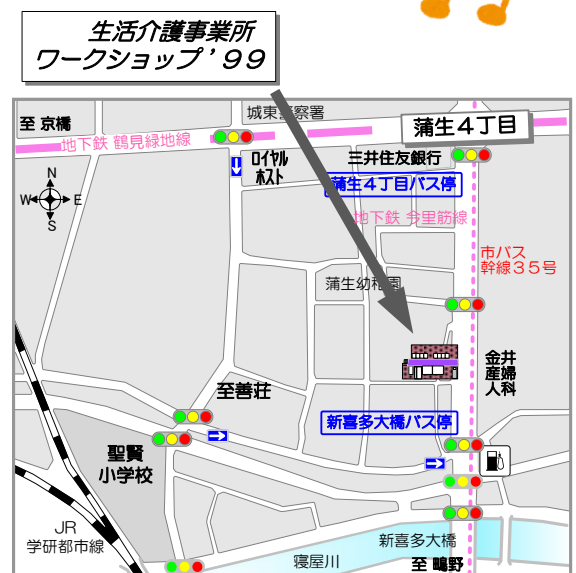 生活介護事業所
ワークショップ’９９
城東警察署
至 京橋
蒲生４丁目
地下鉄 鶴見緑地線
ロイヤル
ホスト
三井住友銀行
N
W E
S
蒲生４丁目バス停
地下鉄 今里筋線
市バス
幹線３５号
蒲生幼稚園
金井
産婦
人科
至善荘
新喜多大橋バス停
聖賢
小学校
JR
学研都市線
新喜多大橋
寝屋川
至 鴫野